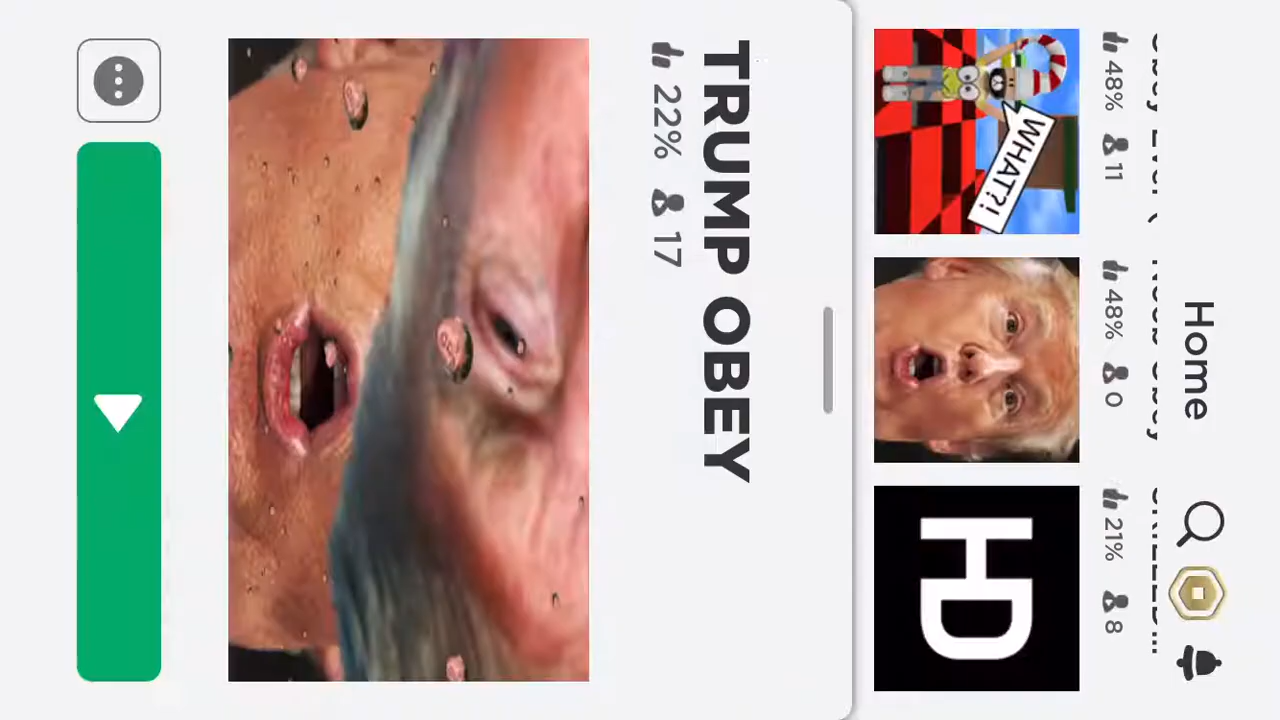 Home
WHAT?!
HD
48% 11
48% 0
21% 8
TRUMP OBEY
22% 17